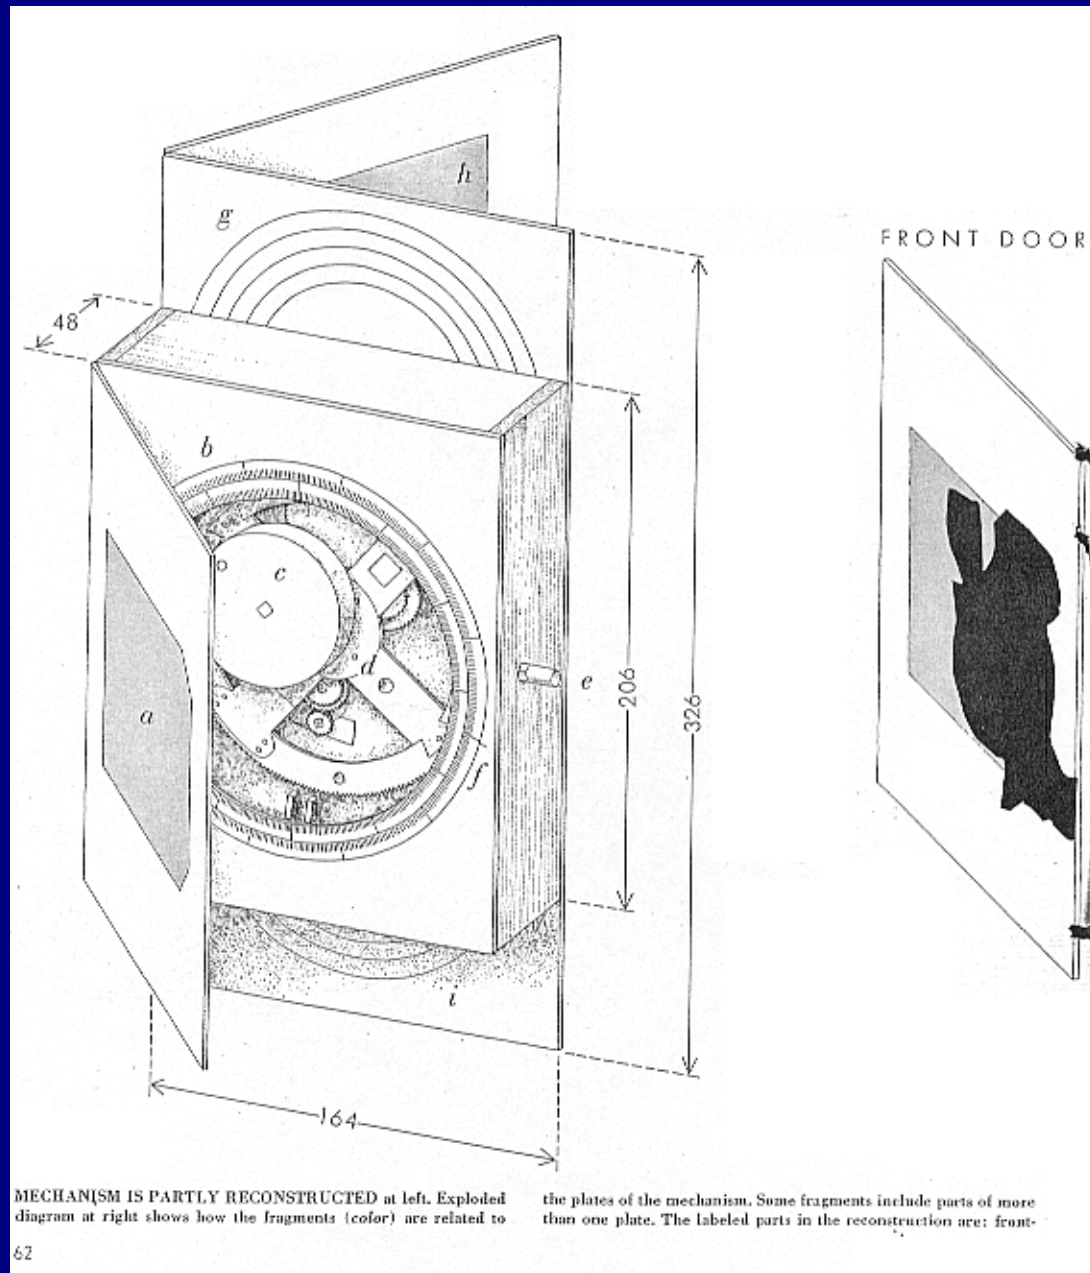 h
g
FRONT DOOR
48
b
c
d
e
206
326
a
f
i
164
MECHANISM IS PARTLY RECONSTRUCTED at left. Exploded
diagram at right shows how the fragments (color) are related to
the plates of the mechanism. Some fragments include parts of more
than one plate. The labeled parts in the reconstruction are: front-
62